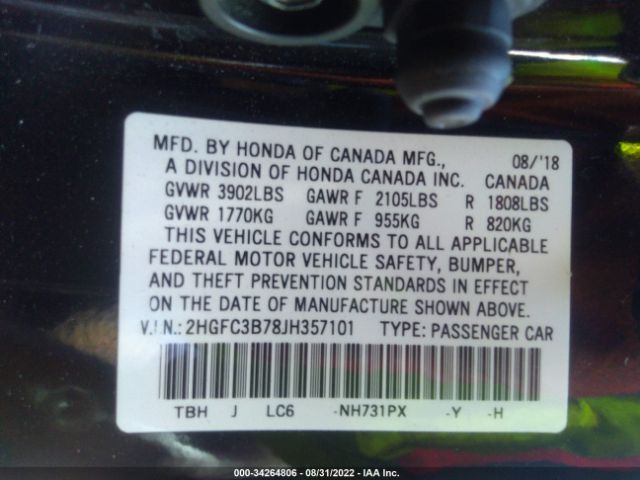 MFD. BY HONDA OF CANADA MFG., 08/'18
A DIVISION OF HONDA CANADA INC. CANADA
GVWR 3902LBS GAWR F 2105LBS R 1808LBS
GVWR 1770KG GAWR F 955KG R 820KG
THIS VEHICLE CONFORMS TO ALL APPLICABLE
FEDERAL MOTOR VEHICLE SAFETY, BUMPER,
AND THEFT PREVENTION STANDARDS IN EFFECT
ON THE DATE OF MANUFACTURE SHOWN ABOVE.
V.I N.: 2HGFC3B78JH357101 TYPE: PASSENGER CAR
TBH J LC6 -NH731PX -Y -H
000-34264806 - 08/31/2022 - IAA Inc.